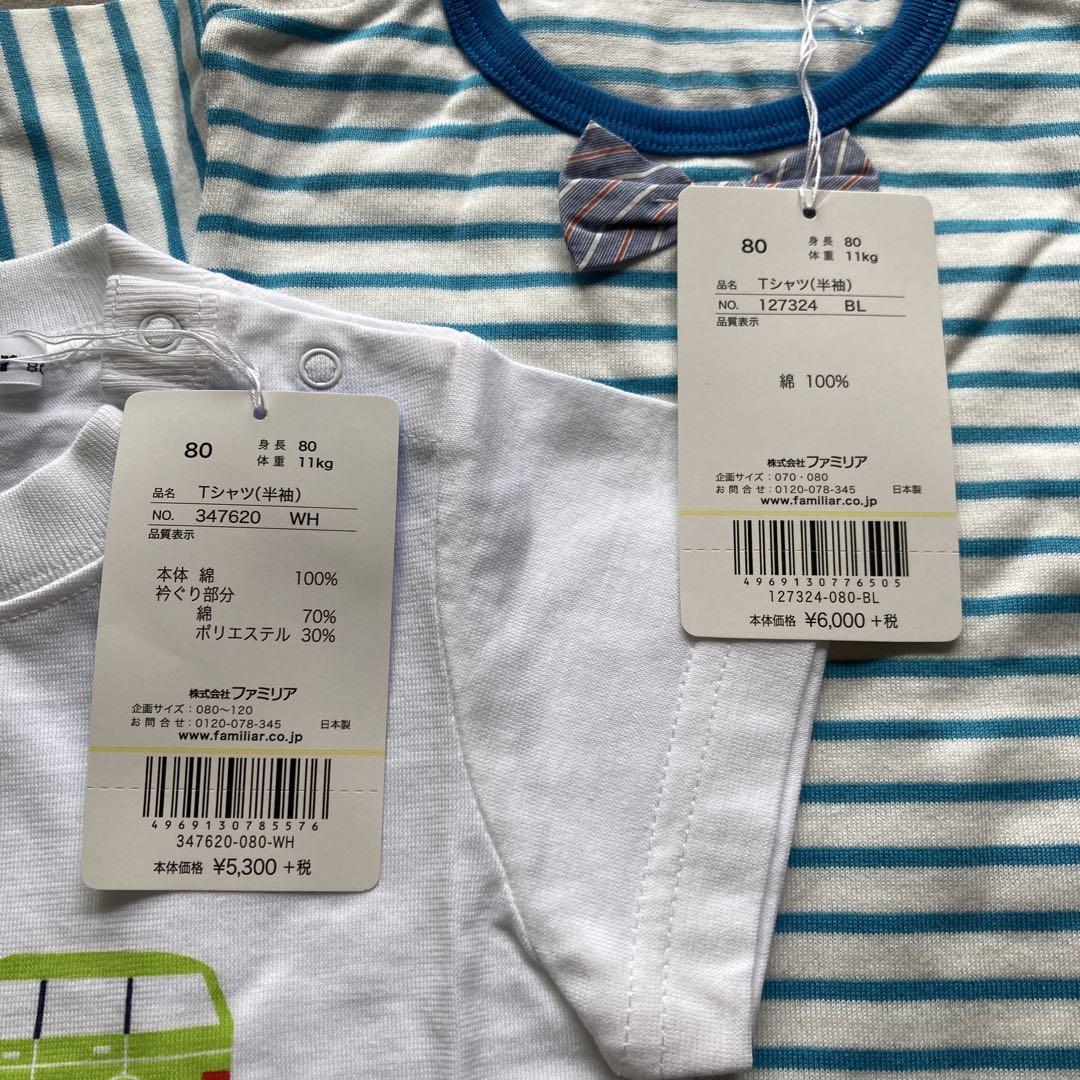 80 身長 80
体重 11kg
品名 Tシャツ(半袖)
NO. 127324 BL
品質表示
綿 100%
株式会社ファミリア
企画サイズ：070・080
お問合せ：0120-078-345 日本製
www.familiar.co.jp
4969130776505
127324-080-BL
本体価格 ¥6,000 +税
80 身長 80
体重 11kg
品名 Tシャツ(半袖)
NO. 347620 WH
品質表示
本体 綿 100%
衿ぐり部分
綿 70%
ポリエステル 30%
株式会社ファミリア
企画サイズ：080～120
お問合せ：0120-078-345 日本製
www.familiar.co.jp
4969130785576
347620-080-WH
本体価格 ¥5,300 +税